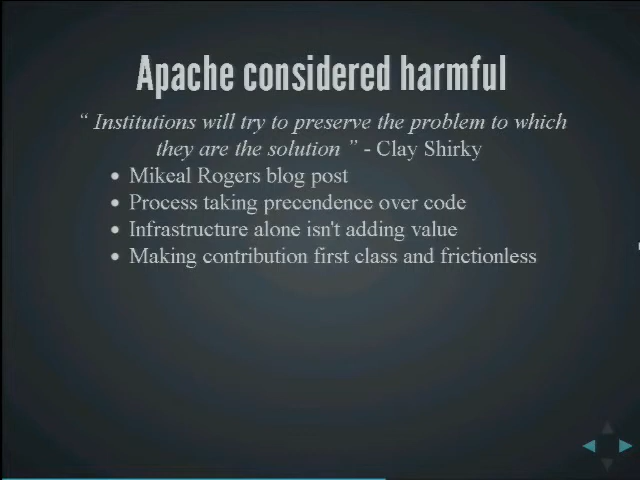 Apache considered harmful
“ Institutions will try to preserve the problem to which
they are the solution ” - Clay Shirky
• Mikeal Rogers blog post
• Process taking precendence over code
• Infrastructure alone isn't adding value
• Making contribution first class and frictionless